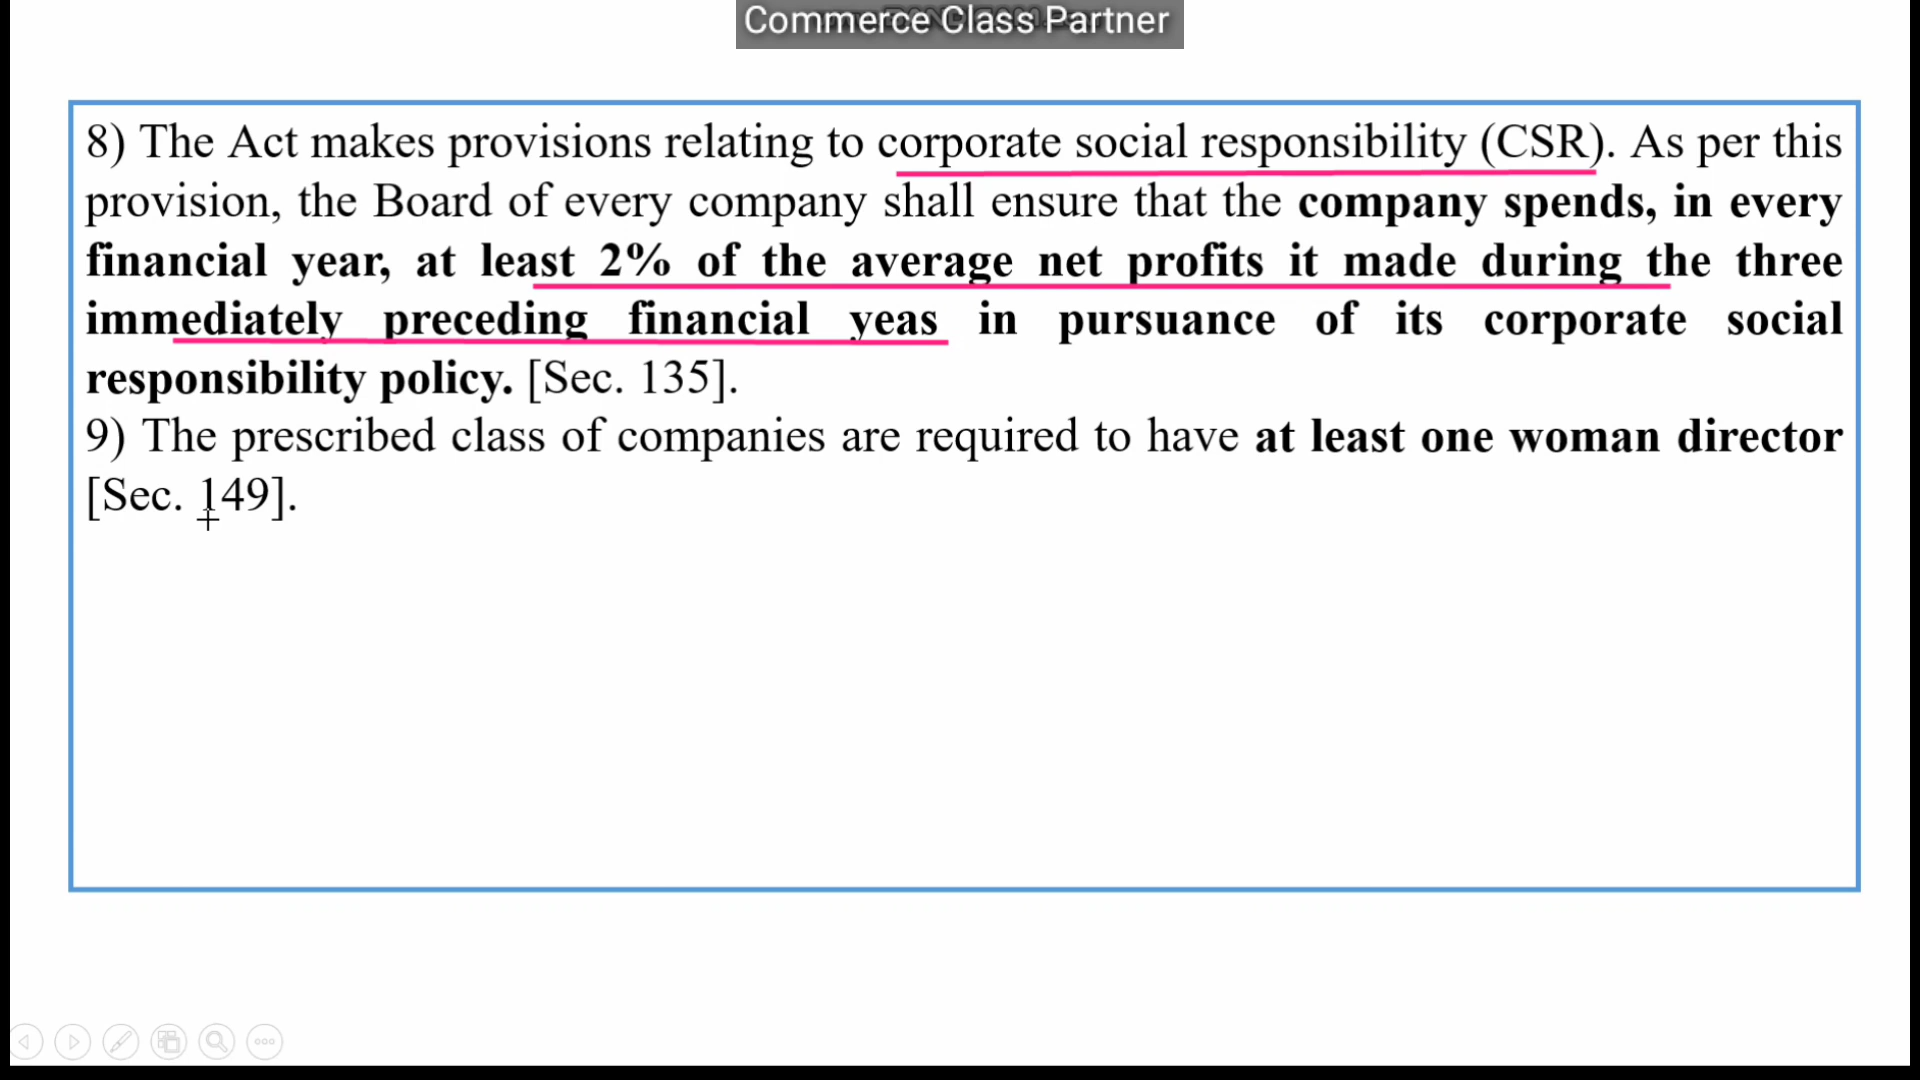 Commerce Class Partner
8) The Act makes provisions relating to corporate social responsibility (CSR). As per this
provision, the Board of every company shall ensure that the company spends, in every
financial year, at least 2% of the average net profits it made during the three
immediately preceding financial yeas in pursuance of its corporate social
responsibility policy. [Sec. 135].
9) The prescribed class of companies are required to have at least one woman director
[Sec. 149].